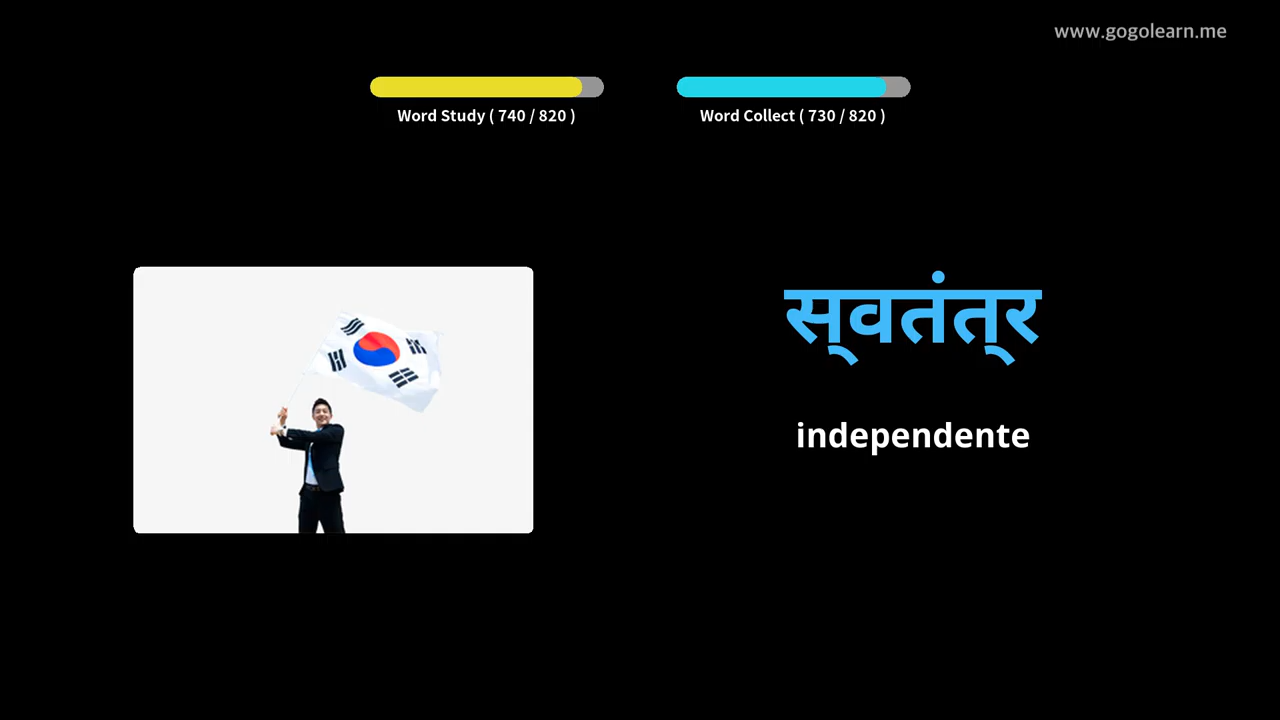 www.gogolearn.me
Word Study ( 740 / 820 )
Word Collect ( 730 / 820 )
स्वतंत्र
independente